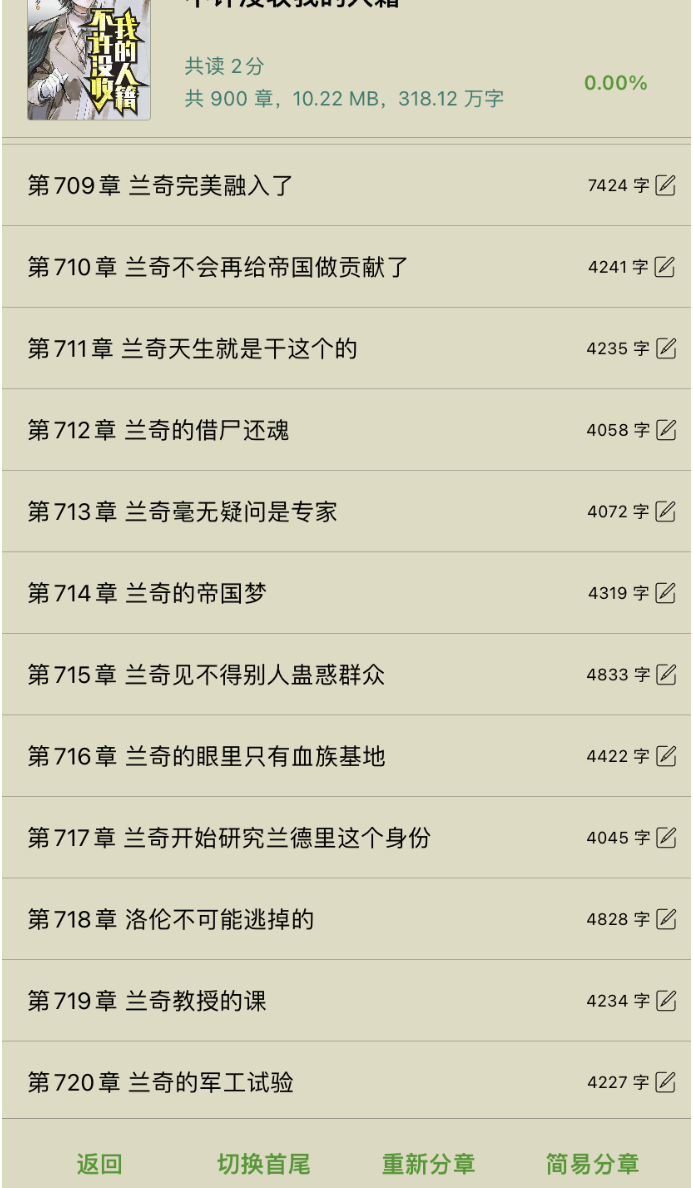 不许没收我的人籍
我的人籍
不许没收
共读 2分
共 900 章，10.22 MB，318.12 万字
0.00%
第709章 兰奇完美融入了 7424 字
第710章 兰奇不会再给帝国做贡献了 4241 字
第711章 兰奇天生就是干这个的 4235 字
第712章 兰奇的借尸还魂 4058 字
第713章 兰奇毫无疑问是专家 4072 字
第714章 兰奇的帝国梦 4319 字
第715章 兰奇见不得别人蛊惑群众 4833 字
第716章 兰奇的眼里只有血族基地 4422 字
第717章 兰奇开始研究兰德里这个身份 4045 字
第718章 洛伦不可能逃掉的 4828 字
第719章 兰奇教授的课 4234 字
第720章 兰奇的军工试验 4227 字
返回 切换首尾 重新分章 简易分章